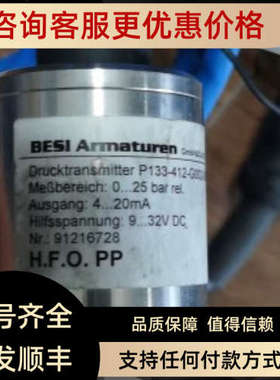 咨询客服更优惠价格
BESI Armaturen
Drucktransmitter P133-412-
Meßbereich: 0...25 bar rel.
Ausgang: 4...20mA
Hilfsspannung: 9...32V DC
Nr.: 91216728
H.F.O. PP
号齐全
品质保障 值得信赖
发顺丰
支持任何付款方式